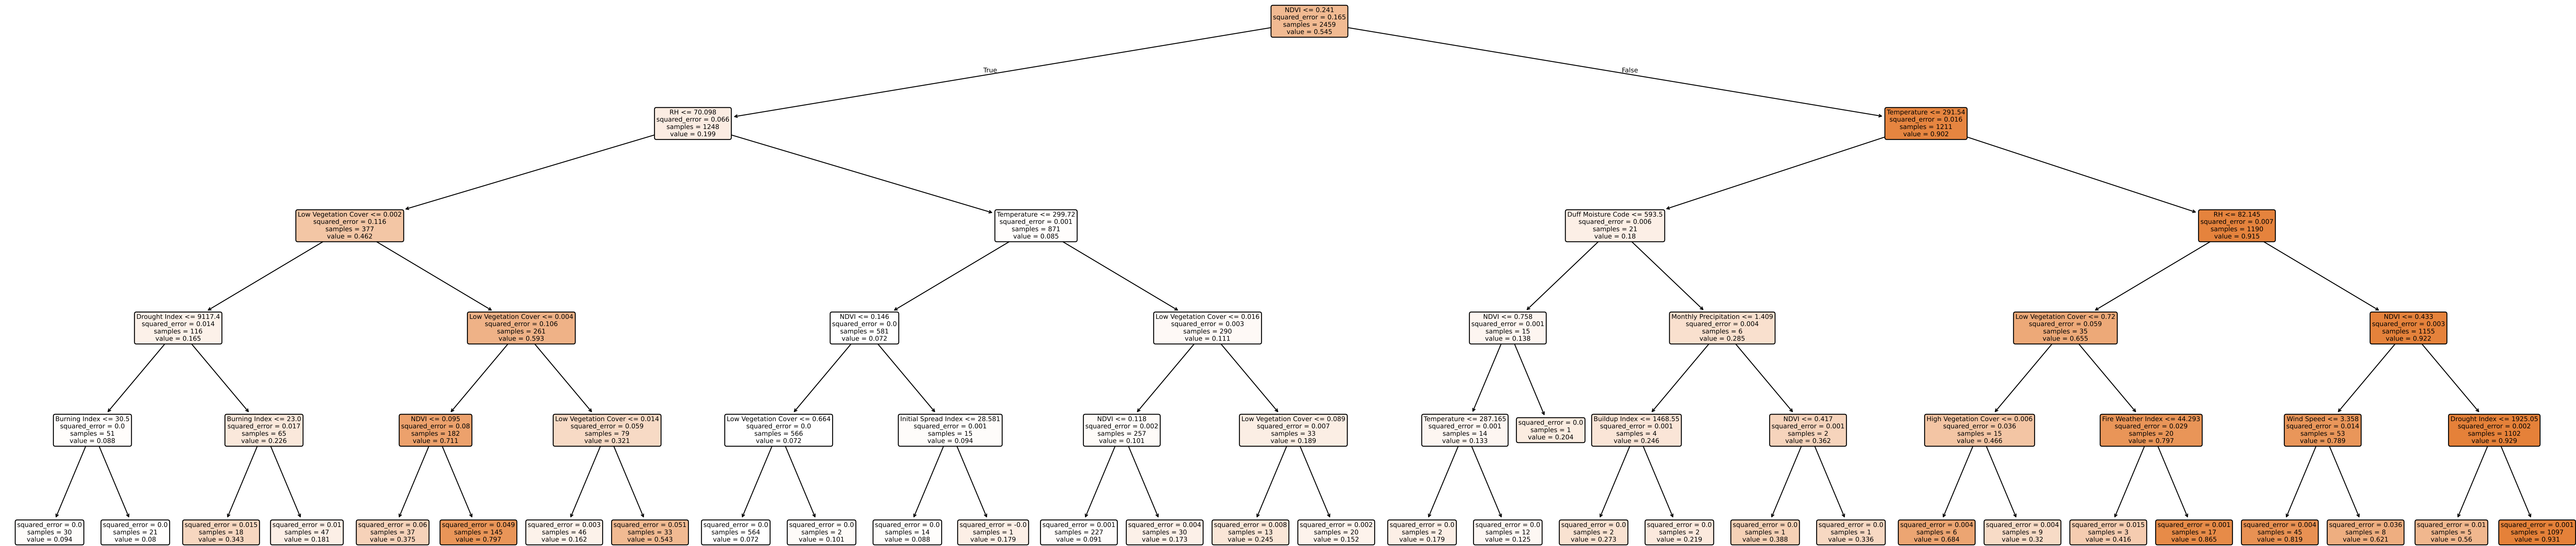 NDVI <= 0.241
squared_error = 0.165
samples = 2459
value = 0.545
True
False
RH <= 70.098
squared_error = 0.066
samples = 1248
value = 0.199
Temperature <= 291.54
squared_error = 0.016
samples = 1211
value = 0.902
Low Vegetation Cover <= 0.002
squared_error = 0.116
samples = 377
value = 0.462
Temperature <= 299.72
squared_error = 0.001
samples = 871
value = 0.085
Duff Moisture Code <= 593.5
squared_error = 0.006
samples = 21
value = 0.18
RH <= 82.145
squared_error = 0.007
samples = 1190
value = 0.915
Drought Index <= 9117.4
squared_error = 0.014
samples = 116
value = 0.165
Low Vegetation Cover <= 0.004
squared_error = 0.106
samples = 261
value = 0.593
NDVI <= 0.146
squared_error = 0.0
samples = 581
value = 0.072
Low Vegetation Cover <= 0.016
squared_error = 0.003
samples = 290
value = 0.111
NDVI <= 0.758
squared_error = 0.001
samples = 15
value = 0.138
Monthly Precipitation <= 1.409
squared_error = 0.004
samples = 6
value = 0.285
Low Vegetation Cover <= 0.72
squared_error = 0.059
samples = 35
value = 0.655
NDVI <= 0.433
squared_error = 0.003
samples = 1155
value = 0.922
Burning Index <= 30.5
squared_error = 0.0
samples = 51
value = 0.088
Burning Index <= 23.0
squared_error = 0.017
samples = 65
value = 0.226
NDVI <= 0.095
squared_error = 0.08
samples = 182
value = 0.711
Low Vegetation Cover <= 0.014
squared_error = 0.059
samples = 79
value = 0.321
Low Vegetation Cover <= 0.664
squared_error = 0.0
samples = 566
value = 0.072
Initial Spread Index <= 28.581
squared_error = 0.001
samples = 15
value = 0.094
NDVI <= 0.118
squared_error = 0.002
samples = 257
value = 0.101
Low Vegetation Cover <= 0.089
squared_error = 0.007
samples = 33
value = 0.189
Temperature <= 287.165
squared_error = 0.001
samples = 14
value = 0.133
squared_error = 0.0
samples = 1
value = 0.204
Buildup Index <= 1468.55
squared_error = 0.001
samples = 4
value = 0.246
NDVI <= 0.417
squared_error = 0.001
samples = 2
value = 0.362
High Vegetation Cover <= 0.006
squared_error = 0.036
samples = 15
value = 0.466
Fire Weather Index <= 44.293
squared_error = 0.029
samples = 20
value = 0.797
Wind Speed <= 3.358
squared_error = 0.014
samples = 53
value = 0.789
Drought Index <= 1925.05
squared_error = 0.002
samples = 1102
value = 0.929
squared_error = 0.0
samples = 30
value = 0.094
squared_error = 0.0
samples = 21
value = 0.08
squared_error = 0.015
samples = 18
value = 0.343
squared_error = 0.01
samples = 47
value = 0.181
squared_error = 0.06
samples = 37
value = 0.375
squared_error = 0.049
samples = 145
value = 0.797
squared_error = 0.003
samples = 46
value = 0.162
squared_error = 0.051
samples = 33
value = 0.543
squared_error = 0.0
samples = 564
value = 0.072
squared_error = 0.0
samples = 2
value = 0.101
squared_error = 0.0
samples = 14
value = 0.088
squared_error = -0.0
samples = 1
value = 0.179
squared_error = 0.001
samples = 227
value = 0.091
squared_error = 0.004
samples = 30
value = 0.173
squared_error = 0.008
samples = 13
value = 0.245
squared_error = 0.002
samples = 20
value = 0.152
squared_error = 0.0
samples = 2
value = 0.179
squared_error = 0.0
samples = 12
value = 0.125
squared_error = 0.0
samples = 2
value = 0.273
squared_error = 0.0
samples = 2
value = 0.219
squared_error = 0.0
samples = 1
value = 0.388
squared_error = 0.0
samples = 1
value = 0.336
squared_error = 0.004
samples = 6
value = 0.684
squared_error = 0.004
samples = 9
value = 0.32
squared_error = 0.015
samples = 3
value = 0.416
squared_error = 0.001
samples = 17
value = 0.865
squared_error = 0.004
samples = 45
value = 0.819
squared_error = 0.036
samples = 8
value = 0.621
squared_error = 0.01
samples = 5
value = 0.56
squared_error = 0.001
samples = 1097
value = 0.931